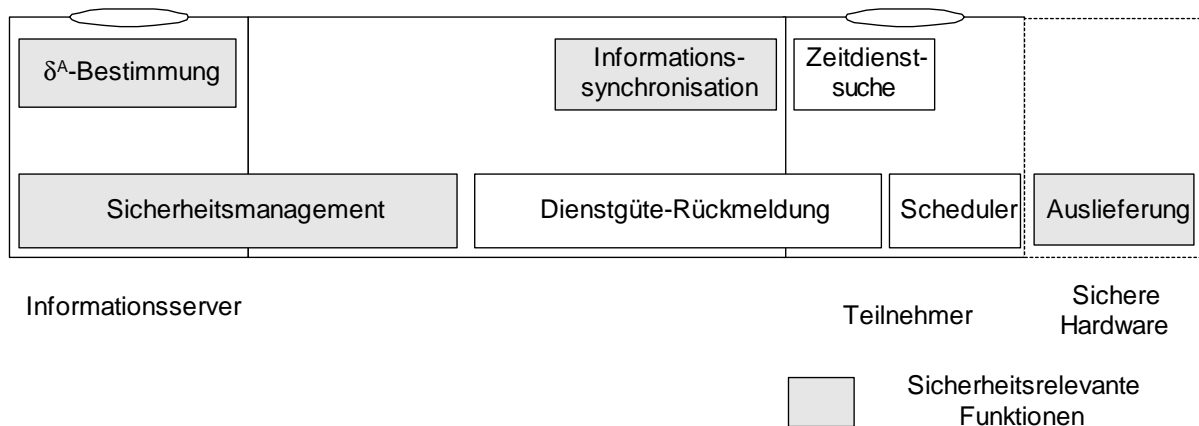 δᴬ-Bestimmung
Informations-
synchronisation
Zeitdienst-
suche
Sicherheitsmanagement
Dienstgüte-Rückmeldung
Scheduler
Auslieferung
Informationsserver
Teilnehmer
Sichere
Hardware
Sicherheitsrelevante
Funktionen